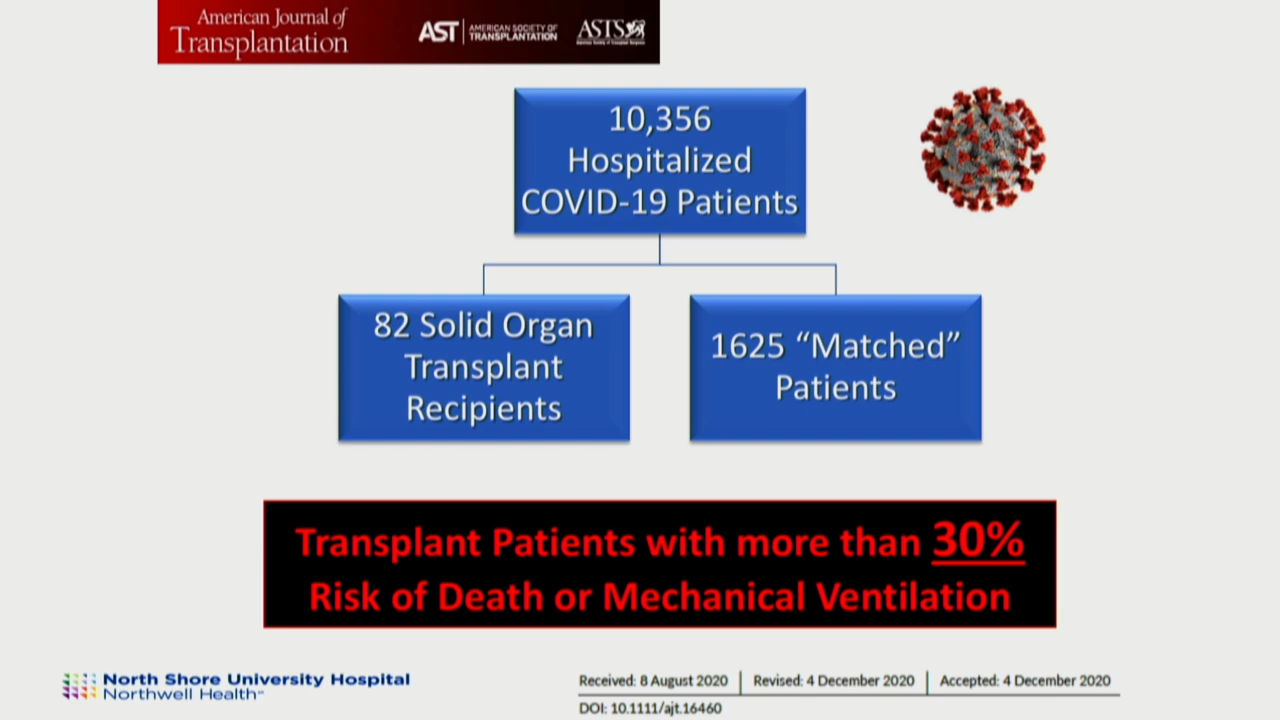 American Journal of
Transplantation
AST
AMERICAN SOCIETY OF
TRANSPLANTATION
ASTS
10,356
Hospitalized
COVID-19 Patients
82 Solid Organ
Transplant
Recipients
1625 “Matched”
Patients
Transplant Patients with more than 30%
Risk of Death or Mechanical Ventilation
North Shore University Hospital
Northwell Health
Received: 8 August 2020 | Revised: 4 December 2020 | Accepted: 4 December 2020
DOI: 10.1111/ajt.16460